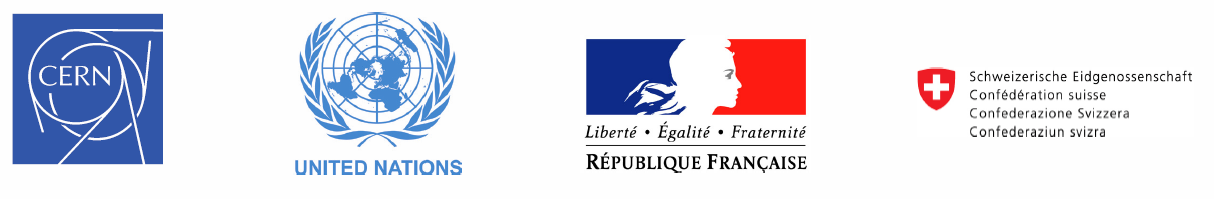 CERN
UNITED NATIONS
Liberté • Égalité • Fraternité
RÉPUBLIQUE FRANÇAISE
Schweizerische Eidgenossenschaft
Confédération suisse
Confederazione Svizzera
Confederaziun svizra